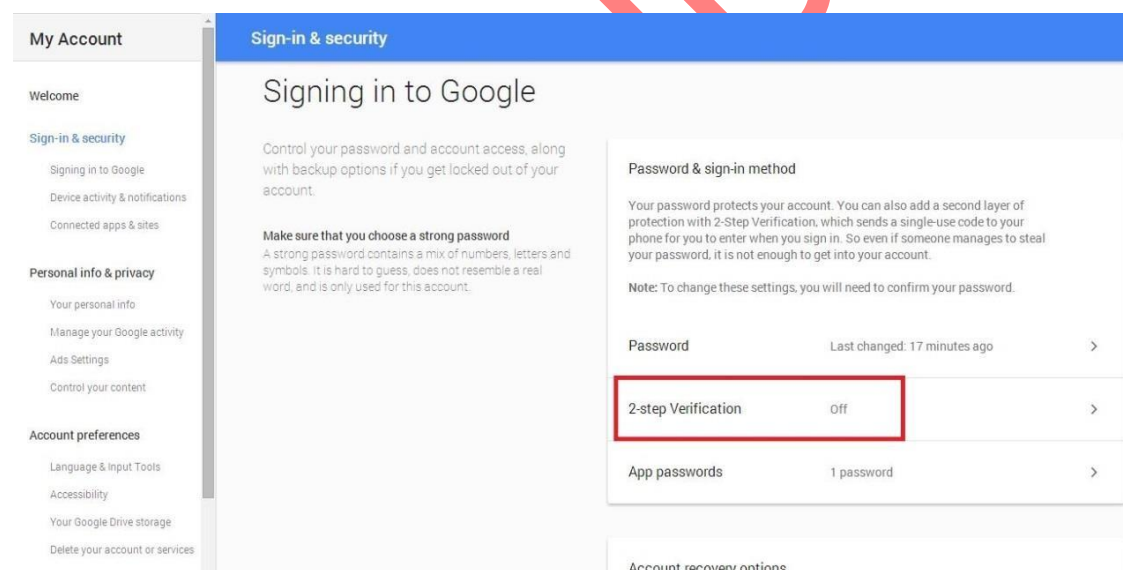 My Account
Sign-in & security
Welcome
Sign-in & security
Signing in to Google
Device activity & notifications
Connected apps & sites
Personal info & privacy
Your personal info
Manage your Google activity
Ads Settings
Control your content
Account preferences
Language & Input Tools
Accessibility
Your Google Drive storage
Delete your account or services
Signing in to Google
Control your password and account access, along
with backup options if you get locked out of your
account.
Make sure that you choose a strong password
A strong password contains a mix of numbers, letters and
symbols. It is hard to guess, does not resemble a real
word, and is only used for this account.
Password & sign-in method
Your password protects your account. You can also add a second layer of
protection with 2-Step Verification, which sends a single-use code to your
phone for you to enter when you sign in. So even if someone manages to steal
your password, it is not enough to get into your account.
Note: To change these settings, you will need to confirm your password.
Password Last changed: 17 minutes ago
2-step Verification Off
App passwords 1 password
Account recovery options